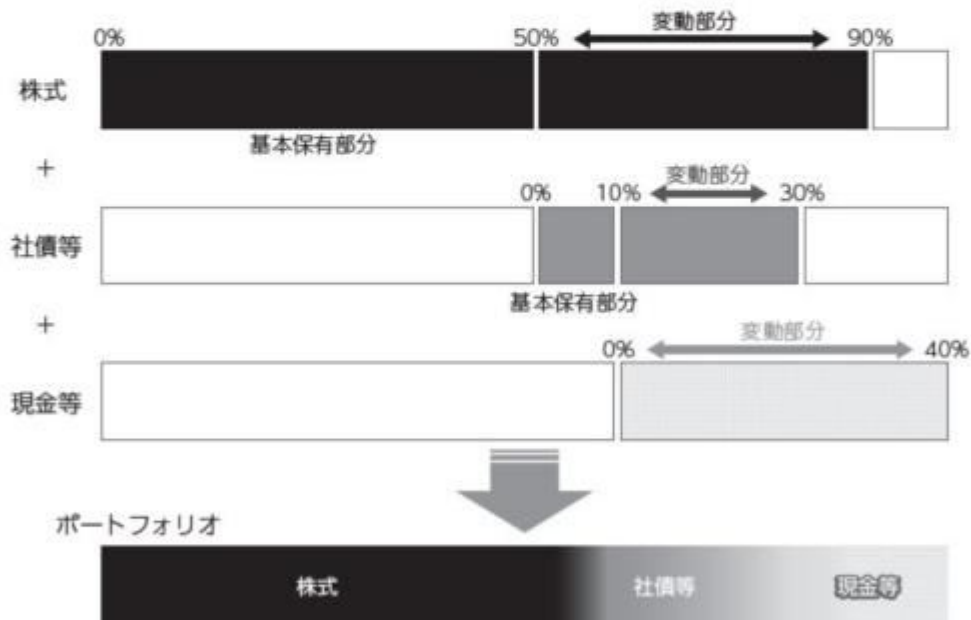 変動部分
0% 50% 90%
株式
基本保有部分
+
変動部分
0% 10% 30%
社債等
基本保有部分
+
変動部分
0% 40%
現金等
ポートフォリオ
株式 社債等 現金等